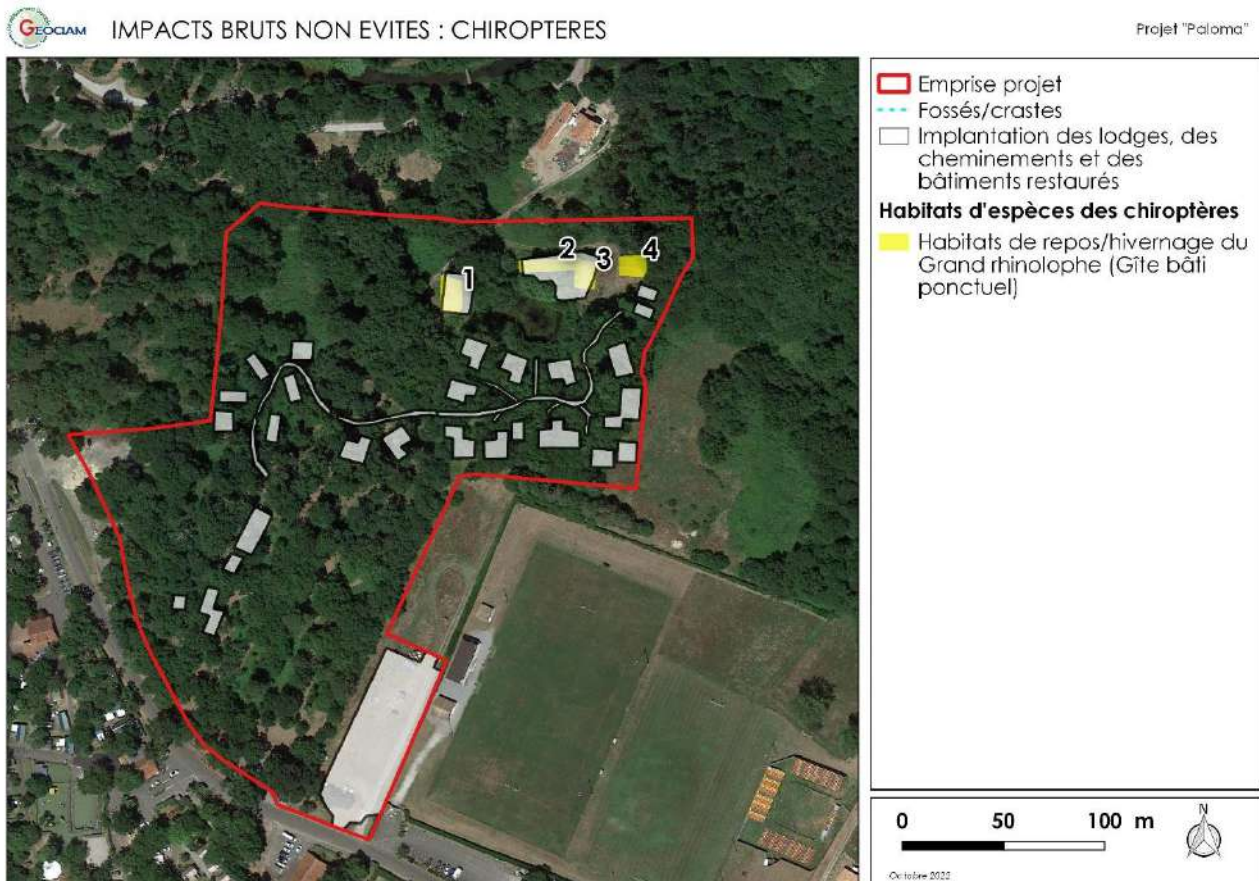 GEOCIAM
IMPACTS BRUTS NON EVITES : CHIROPTERES
Projet "Paloma"
Emprise projet
Fossés/crastes
Implantation des lodges, des
cheminements et des
bâtiments restaurés
Habitats d'espèces des chiroptères
Habitats de repos/hivernage du
Grand rhinolophe (Gîte bâti
ponctuel)
1
2
3
4
0 50 100 m
N
Octobre 2022